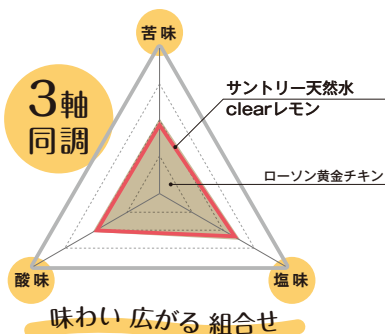 苦味
3軸
同調
サントリー天然水
clearレモン
ローソン黄金チキン
酸味
塩味
味わい広がる組合せ